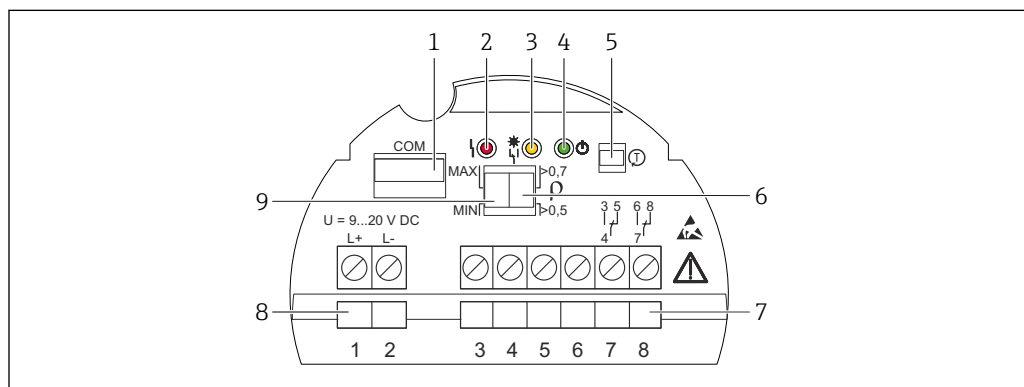 1 2 3 4 5
COM
MAX >0,7
9 ρ 6
MIN >0,5
U = 9...20 V DC
L+ L-
3 5 6 8
4 7
T
8 7
1 2 3 4 5 6 7 8